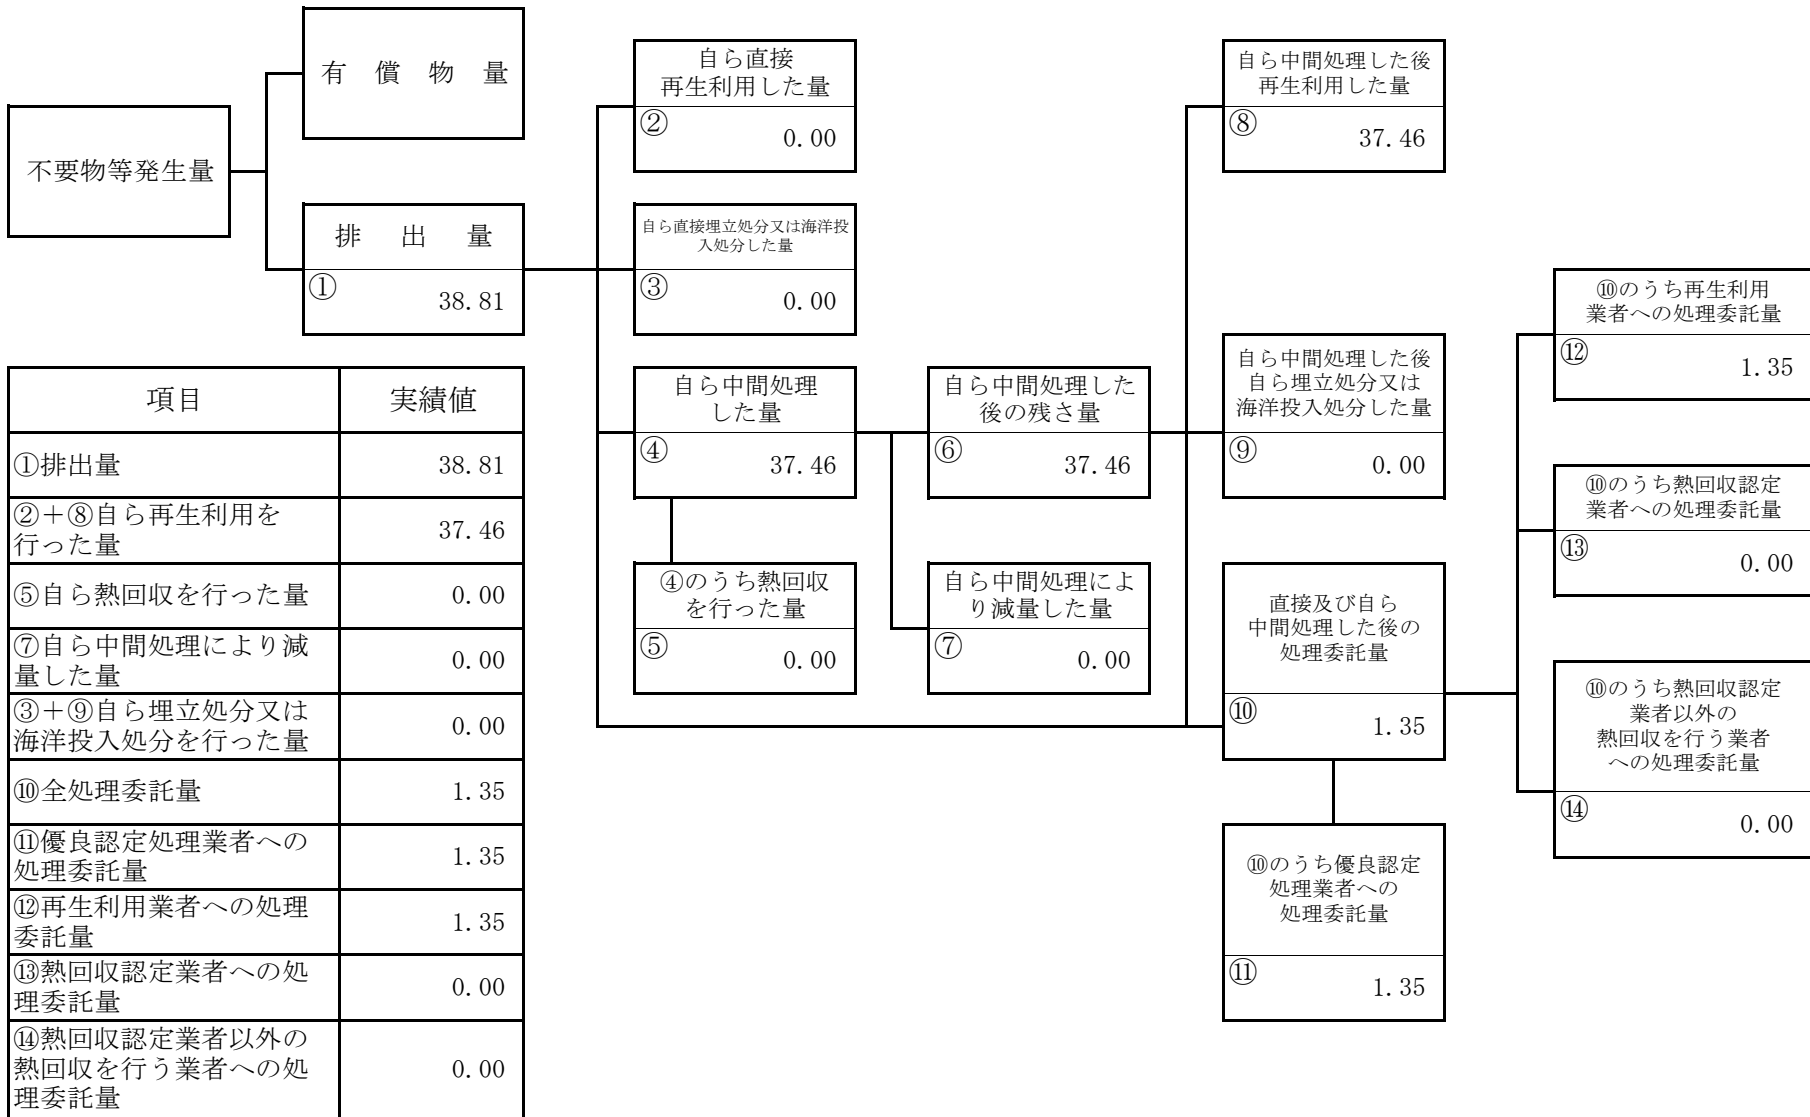 有　償　物　量
不要物等発生量
排　出　量
①
38.81
自ら直接
再生利用した量
②
0.00
自ら直接埋立処分又は海洋投
入処分した量
③
0.00
自ら中間処理
した量
④
37.46
④のうち熱回収
を行った量
⑤
0.00
自ら中間処理した
後の残さ量
⑥
37.46
自ら中間処理によ
り減量した量
⑦
0.00
自ら中間処理した後
再生利用した量
⑧
37.46
自ら中間処理した後
自ら埋立処分又は
海洋投入処分した量
⑨
0.00
直接及び自ら
中間処理した後の
処理委託量
⑩
1.35
⑩のうち優良認定
処理業者への
処理委託量
⑪
1.35
⑩のうち再生利用
業者への処理委託量
⑫
1.35
⑩のうち熱回収認定
業者への処理委託量
⑬
0.00
⑩のうち熱回収認定
業者以外の
熱回収を行う業者
への処理委託量
⑭
0.00
項目 実績値
①排出量 38.81
②＋⑧自ら再生利用を
行った量 37.46
⑤自ら熱回収を行った量 0.00
⑦自ら中間処理により減
量した量 0.00
③＋⑨自ら埋立処分又は
海洋投入処分を行った量 0.00
⑩全処理委託量 1.35
⑪優良認定処理業者への
処理委託量 1.35
⑫再生利用業者への処理
委託量 1.35
⑬熱回収認定業者への処
理委託量 0.00
⑭熱回収認定業者以外の
熱回収を行う業者への処
理委託量 0.00